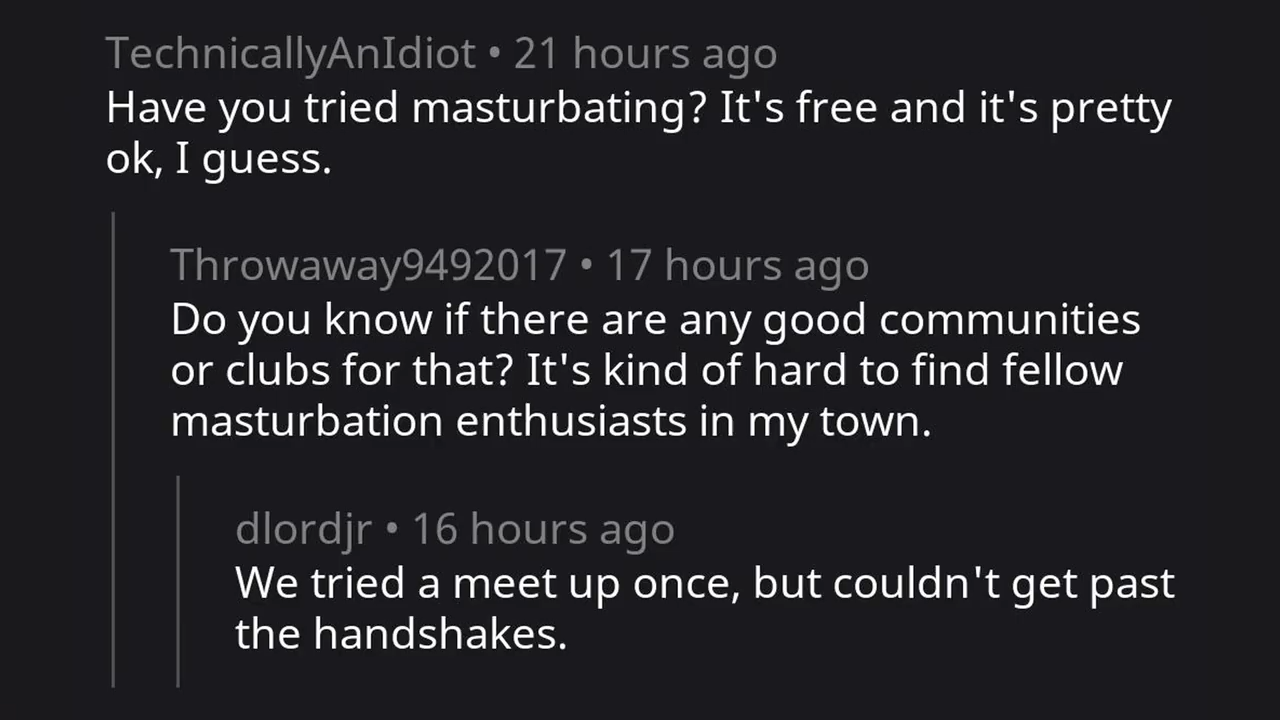 TechnicallyAnIdiot • 21 hours ago
Have you tried masturbating? It's free and it's pretty
ok, I guess.
Throwaway9492017 • 17 hours ago
Do you know if there are any good communities
or clubs for that? It's kind of hard to find fellow
masturbation enthusiasts in my town.
dlordjr • 16 hours ago
We tried a meet up once, but couldn't get past
the handshakes.